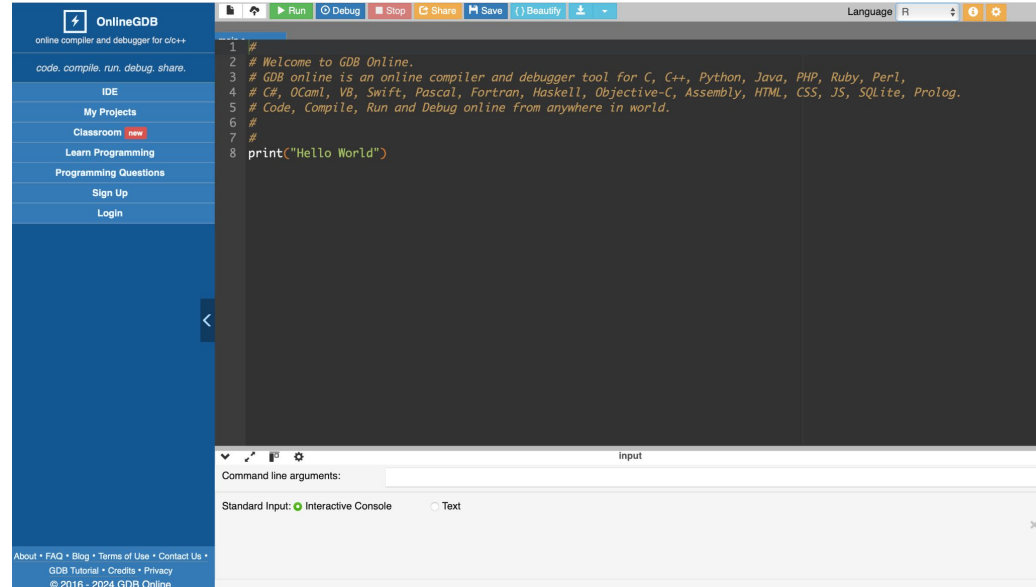 OnlineGDB
online compiler and debugger for c/c++
code. compile. run. debug. share.
IDE
My Projects
Classroom new
Learn Programming
Programming Questions
Sign Up
Login
About • FAQ • Blog • Terms of Use • Contact Us •
GDB Tutorial • Credits • Privacy
© 2016 - 2024 GDB Online
Run Debug Stop Share Save { } Beautify
Language R
1 #
2 # Welcome to GDB Online.
3 # GDB online is an online compiler and debugger tool for C, C++, Python, Java, PHP, Ruby, Perl,
4 # C#, OCaml, VB, Swift, Pascal, Fortran, Haskell, Objective-C, Assembly, HTML, CSS, JS, SQLite, Prolog.
5 # Code, Compile, Run and Debug online from anywhere in world.
6 #
7 #
8 print("Hello World")
input
Command line arguments:
Standard Input: Interactive Console Text